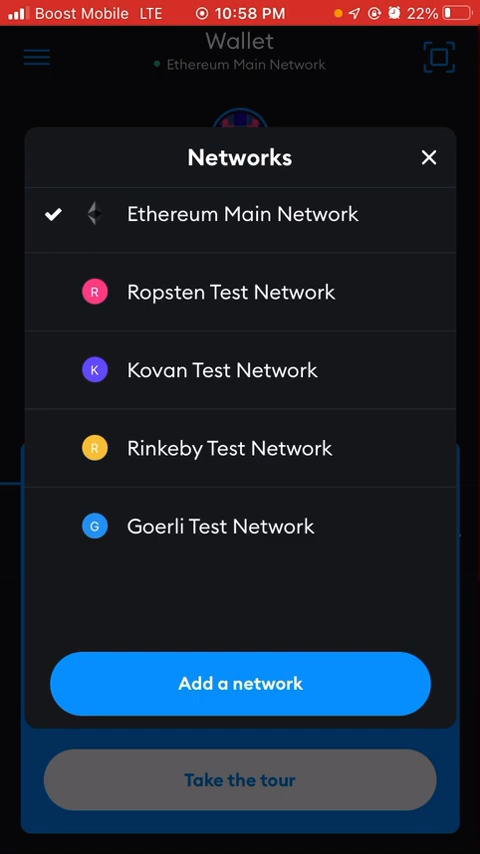 Boost Mobile LTE 10:58 PM 22%
Wallet
Ethereum Main Network
Networks
Ethereum Main Network
R Ropsten Test Network
K Kovan Test Network
R Rinkeby Test Network
G Goerli Test Network
Add a network
Take the tour